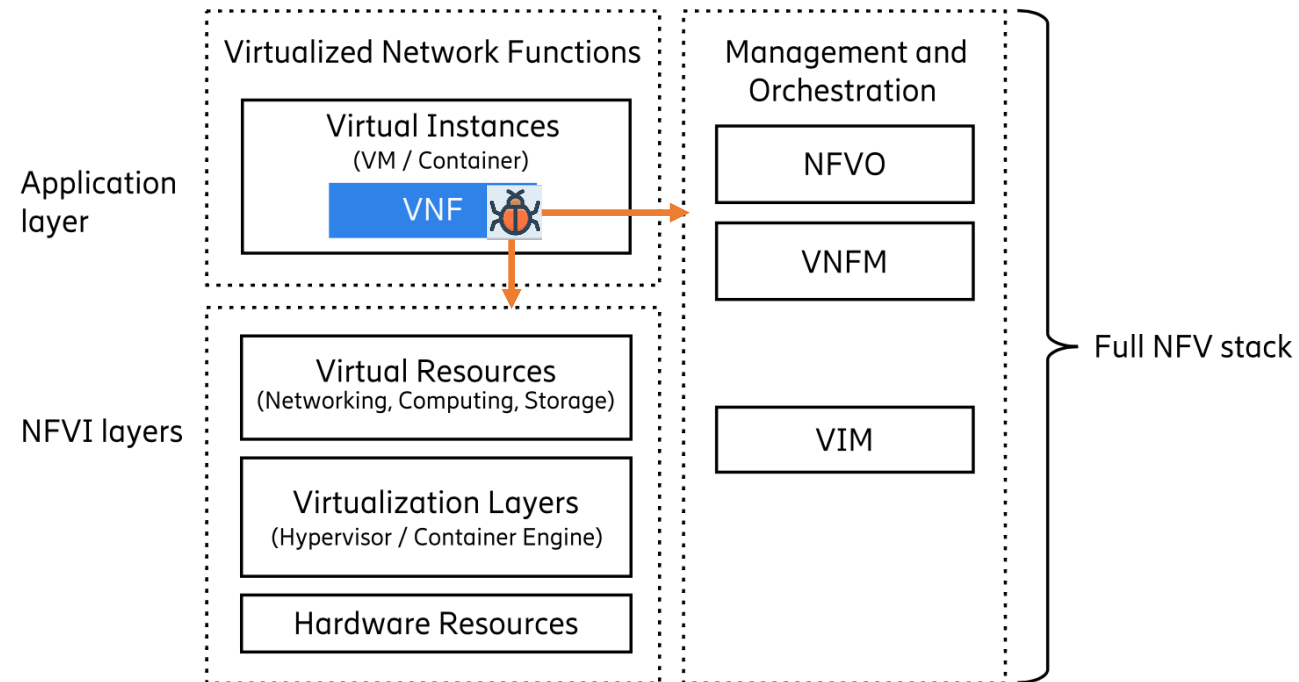 Application
layer
NFVI layers
Virtualized Network Functions
Virtual Instances
(VM / Container)
VNF
Virtual Resources
(Networking, Computing, Storage)
Virtualization Layers
(Hypervisor / Container Engine)
Hardware Resources
Management and
Orchestration
NFVO
VNFM
VIM
Full NFV stack